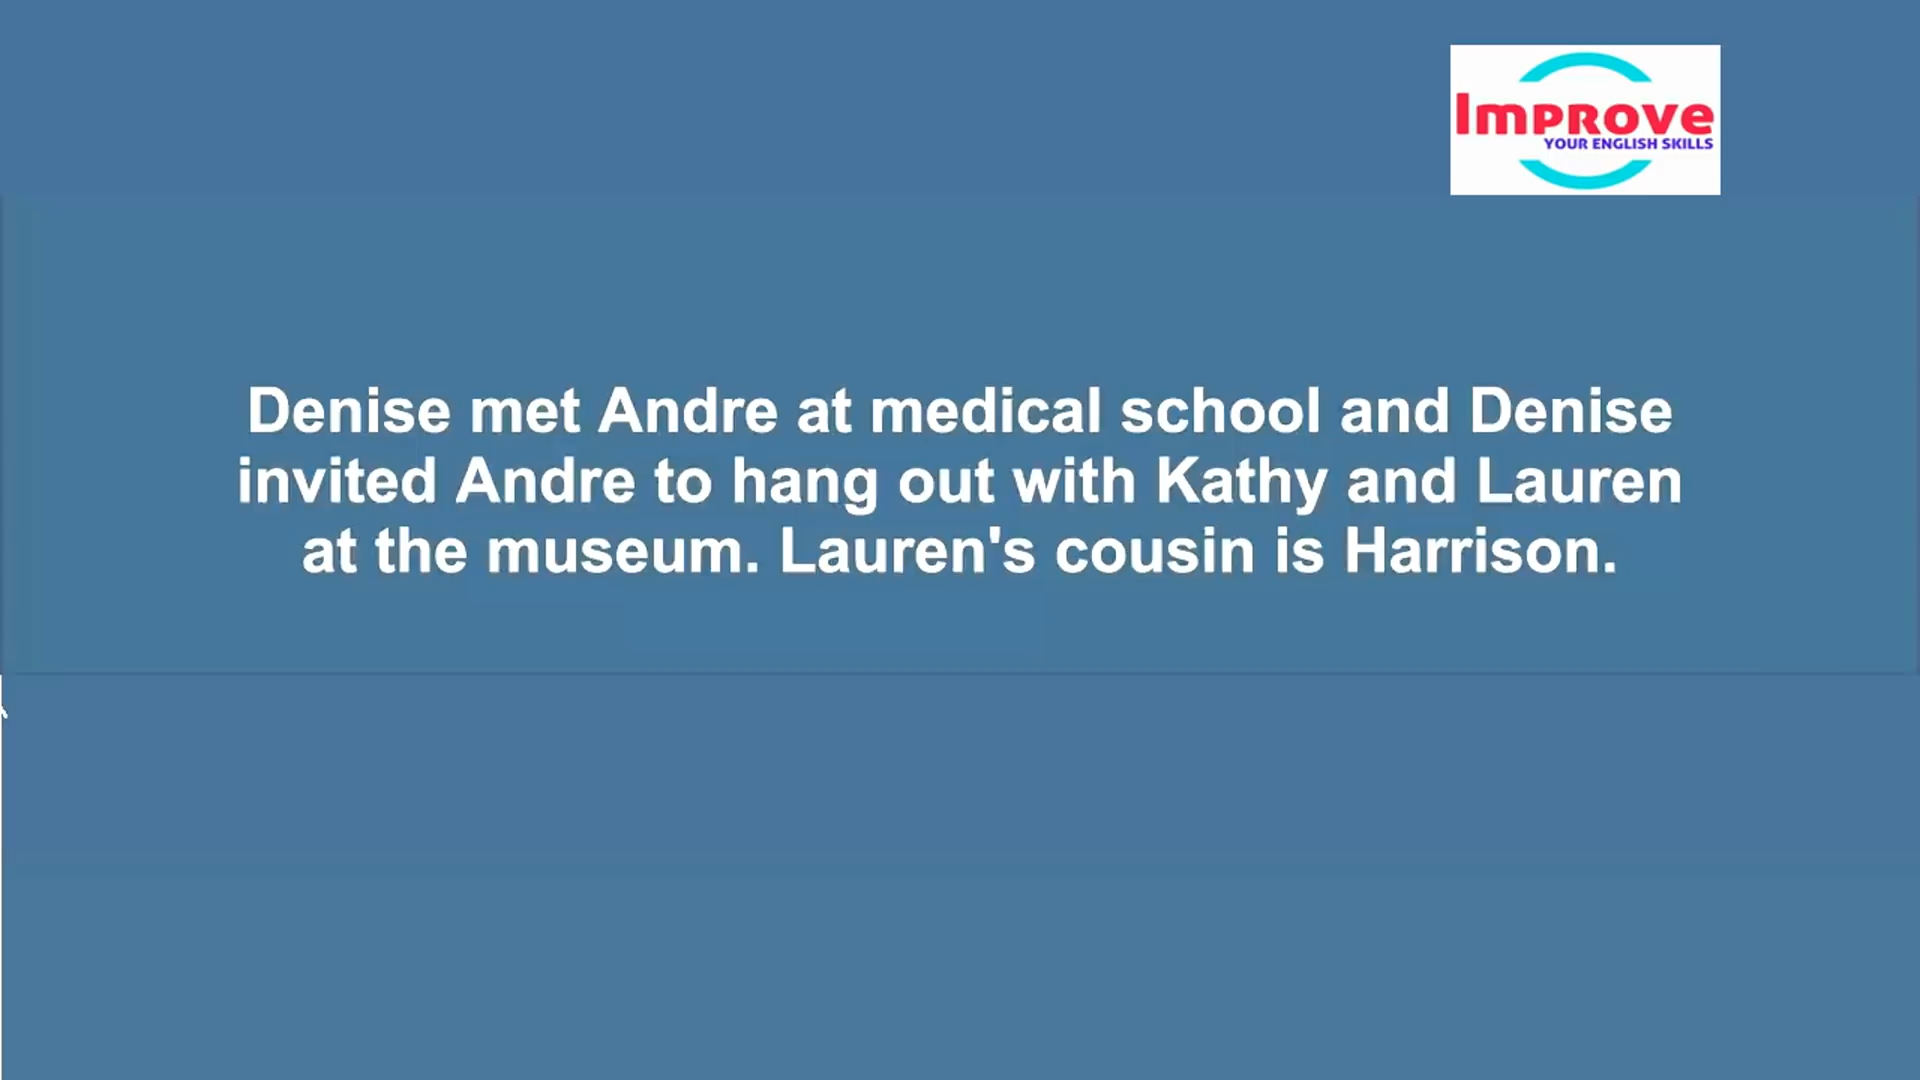 Improve
YOUR ENGLISH SKILLS
Denise met Andre at medical school and Denise
invited Andre to hang out with Kathy and Lauren
at the museum. Lauren's cousin is Harrison.